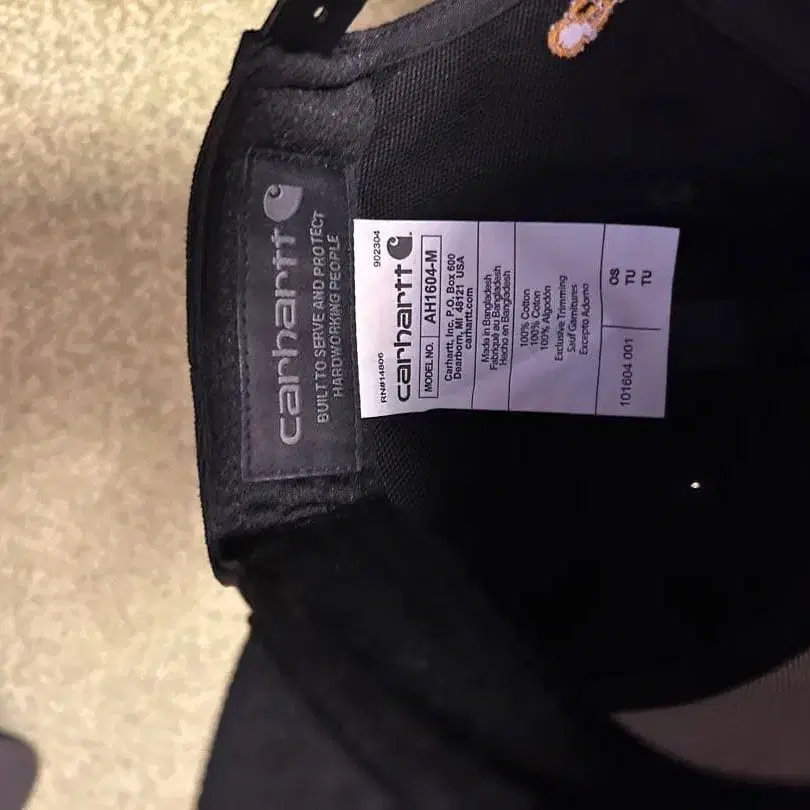 carhartt
BUILT TO SERVE AND PROTECT
HARDWORKING PEOPLE
RN#14806 902304
carhartt
MODEL NO. AH1604-M
Carhartt, Inc. P.O. Box 600
Dearborn, MI 48121 USA
carhartt.com
Made in Bangladesh
Fabriqué au Bangladesh
Hecho en Bangladesh
100% Cotton
100% Coton
100% Algodón
Exclusive Trimming
Sauf Garnitures
Excepto Adorno
OS
TU
101604 001 TU